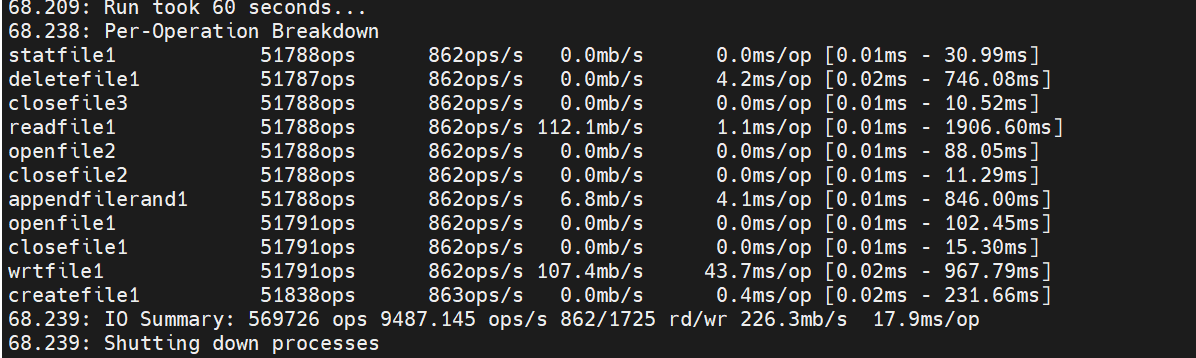 68.209: Run took 60 seconds...
68.238: Per-Operation Breakdown
statfile1            51788ops      862ops/s   0.0mb/s      0.0ms/op [0.01ms - 30.99ms]
deletefile1          51787ops      862ops/s   0.0mb/s      4.2ms/op [0.02ms - 746.08ms]
closefile3           51788ops      862ops/s   0.0mb/s      0.0ms/op [0.01ms - 10.52ms]
readfile1            51788ops      862ops/s 112.1mb/s      1.1ms/op [0.01ms - 1906.60ms]
openfile2            51788ops      862ops/s   0.0mb/s      0.0ms/op [0.01ms - 88.05ms]
closefile2           51788ops      862ops/s   0.0mb/s      0.0ms/op [0.01ms - 11.29ms]
appendfilerand1      51788ops      862ops/s   6.8mb/s      4.1ms/op [0.01ms - 846.00ms]
openfile1            51791ops      862ops/s   0.0mb/s      0.0ms/op [0.01ms - 102.45ms]
closefile1           51791ops      862ops/s   0.0mb/s      0.0ms/op [0.01ms - 15.30ms]
wrtfile1             51791ops      862ops/s 107.4mb/s     43.7ms/op [0.02ms - 967.79ms]
createfile1          51838ops      863ops/s   0.0mb/s      0.4ms/op [0.02ms - 231.66ms]
68.239: IO Summary: 569726 ops 9487.145 ops/s 862/1725 rd/wr 226.3mb/s  17.9ms/op
68.239: Shutting down processes